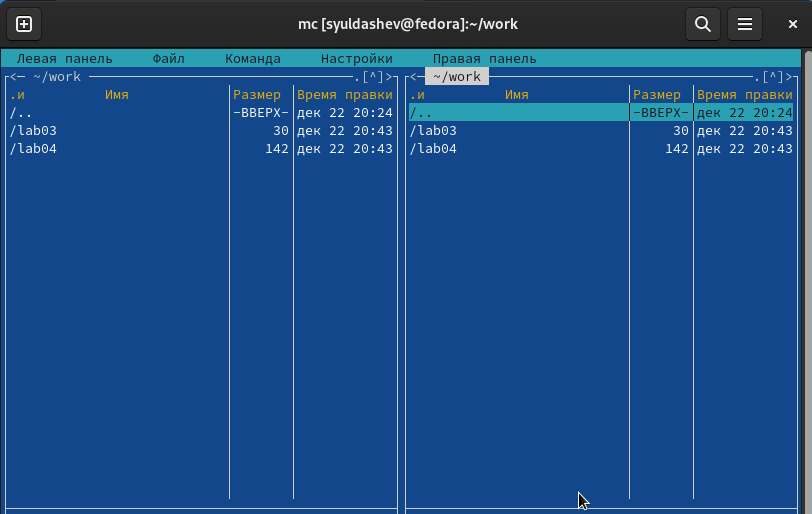 mc [syuldashev@fedora]:~/work
Левая панель Файл Команда Настройки Правая панель
<─ ~/work .[^]> <─ ~/work .[^]>
.и Имя Размер Время правки .и Имя Размер Время правки
/.. -ВВЕРХ- дек 22 20:24 /.. -ВВЕРХ- дек 22 20:24
/lab03 30 дек 22 20:43 /lab03 30 дек 22 20:43
/lab04 142 дек 22 20:43 /lab04 142 дек 22 20:43